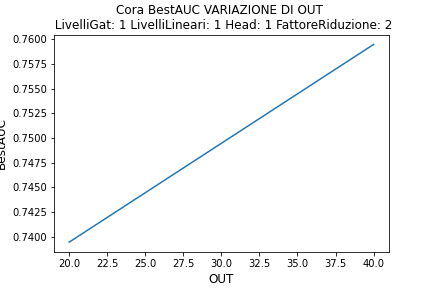 Cora BestAUC VARIAZIONE DI OUT
LivelliGat: 1 LivelliLineari: 1 Head: 1 FattoreRiduzione: 2
0.7600
0.7575
0.7550
0.7525
0.7500
0.7475
0.7450
0.7425
0.7400
BestAUC
20.0 22.5 25.0 27.5 30.0 32.5 35.0 37.5 40.0
OUT